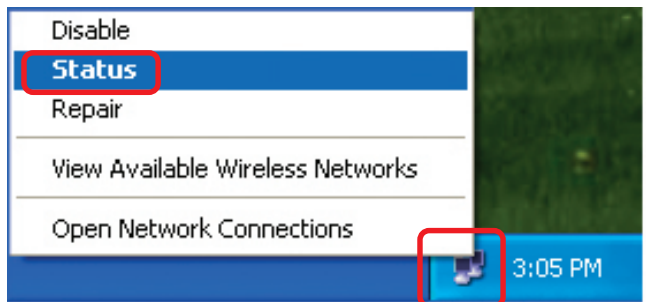 Disable
Status
Repair
View Available Wireless Networks
Open Network Connections
3:05 PM